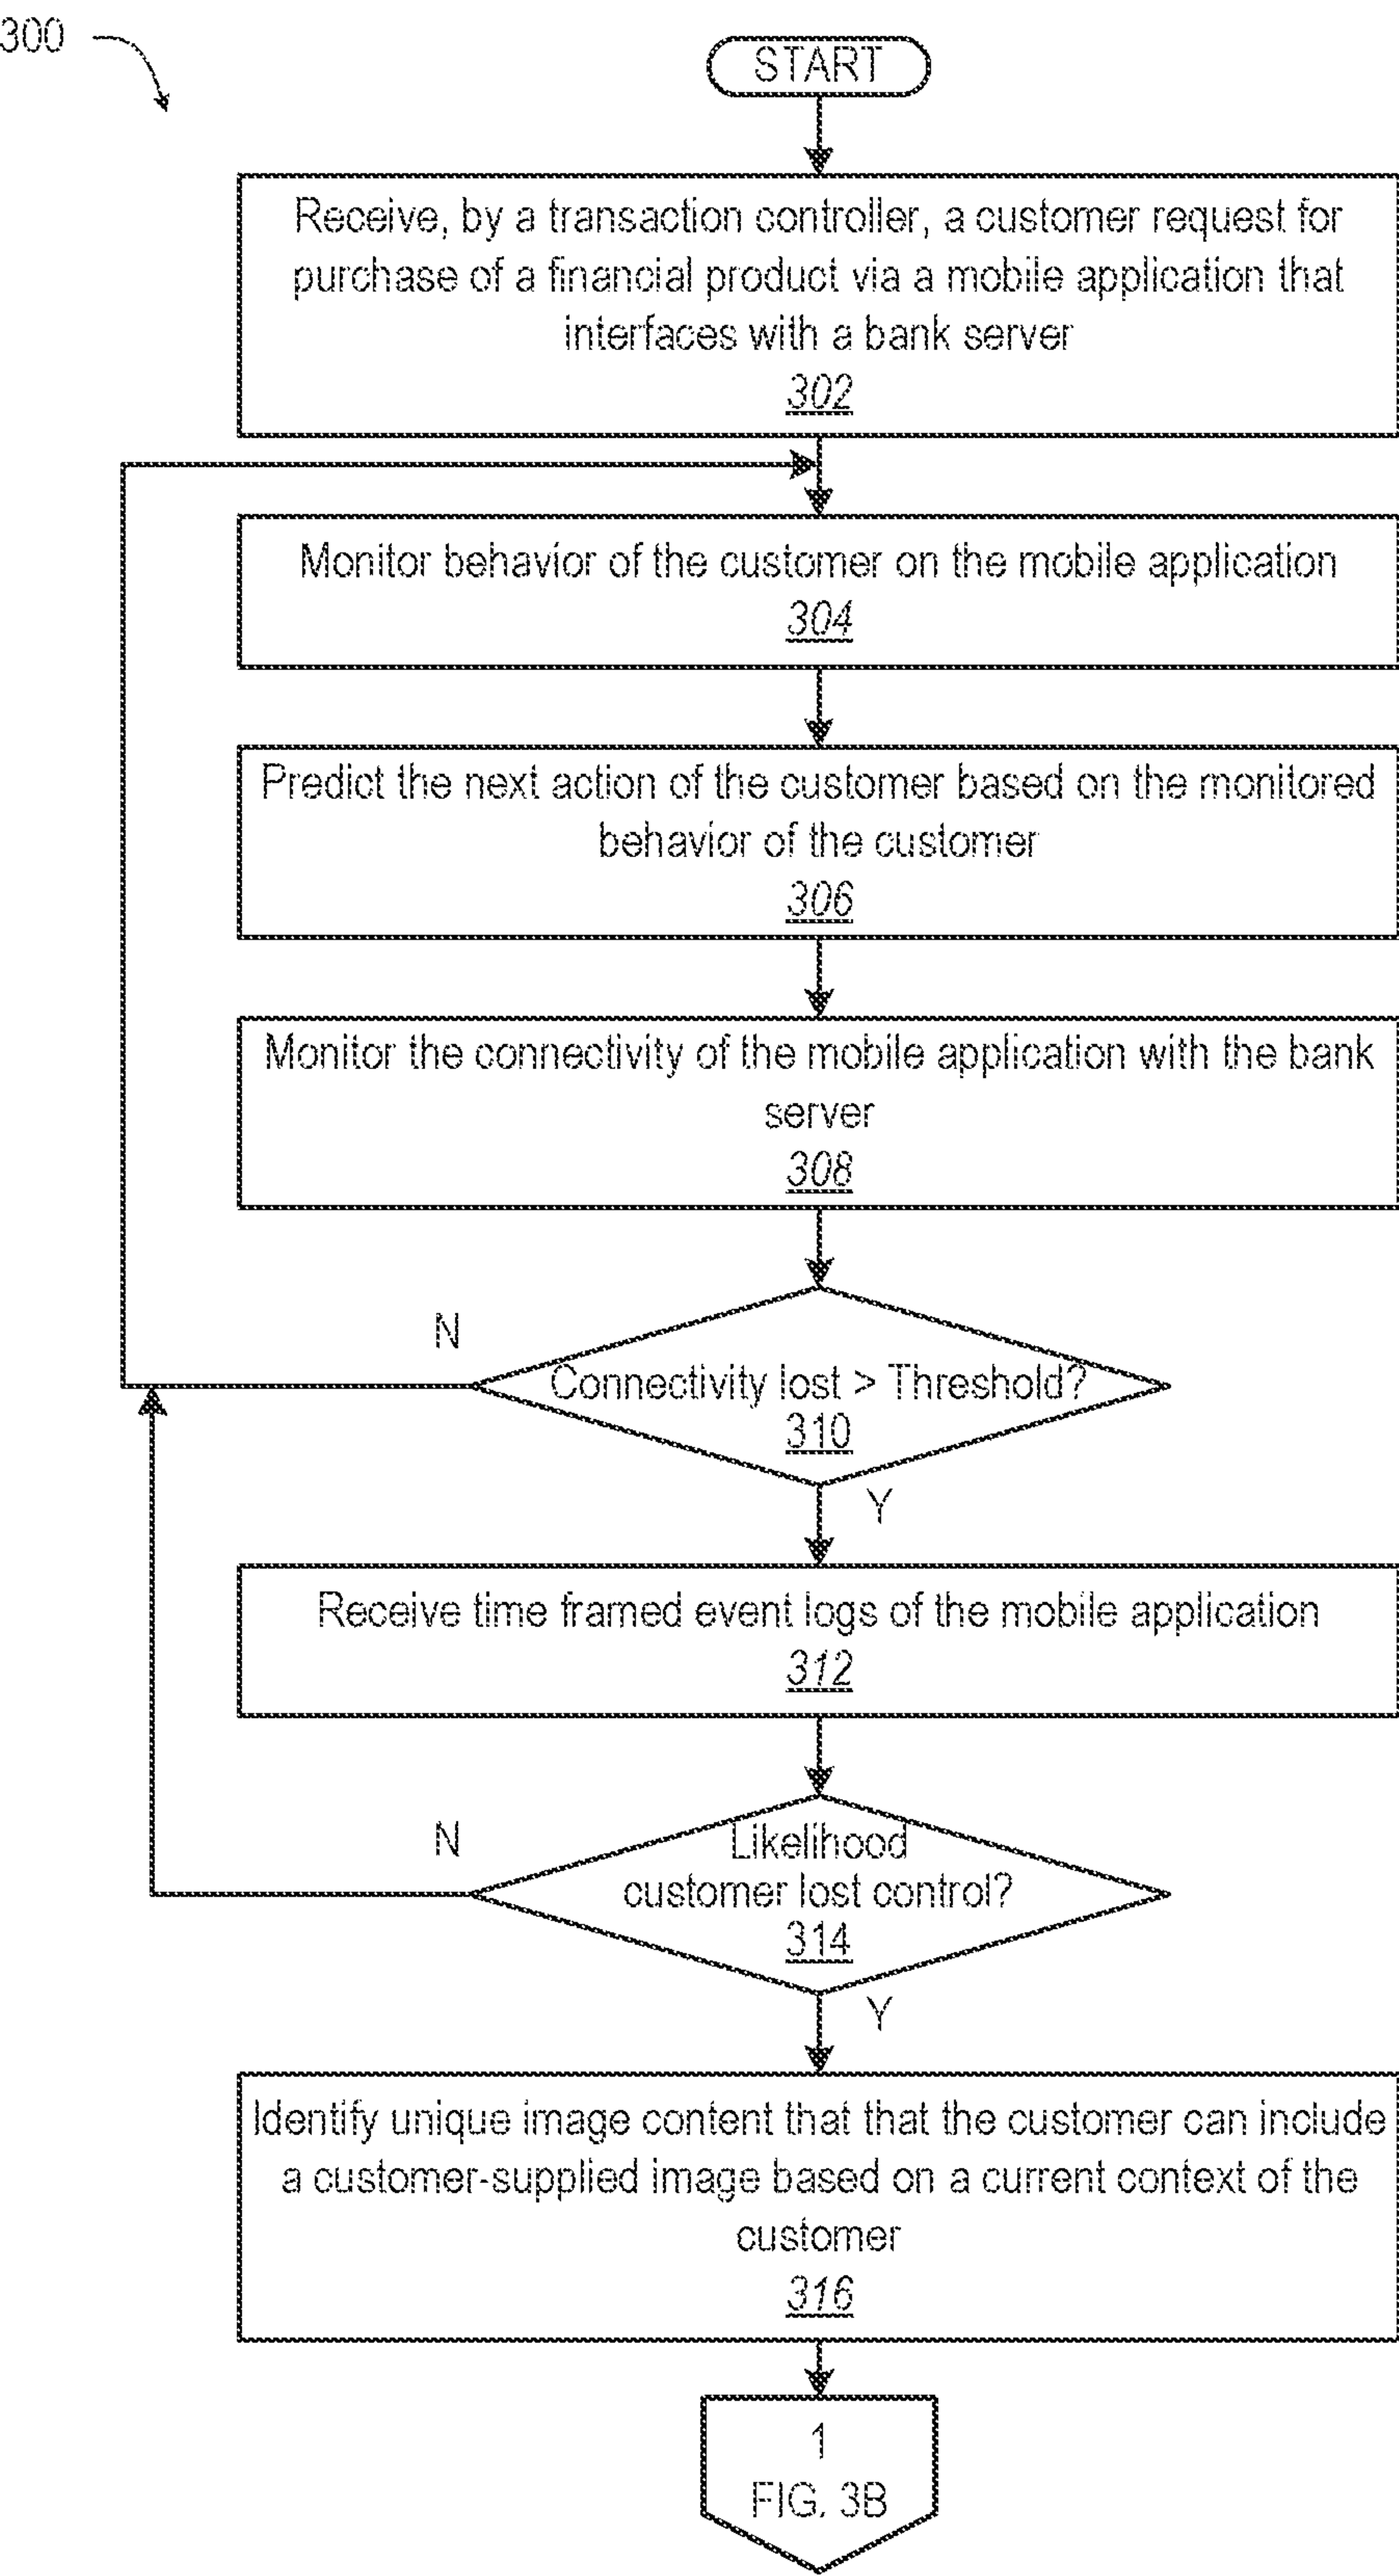 300
START
Receive, by a transaction controller, a customer request for
purchase of a financial product via a mobile application that
interfaces with a bank server
302
Monitor behavior of the customer on the mobile application
304
Predict the next action of the customer based on the monitored
behavior of the customer
306
Monitor the connectivity of the mobile application with the bank
server
308
N
Connectivity lost > Threshold?
310
Y
Receive time framed event logs of the mobile application
312
N
Likelihood
customer lost control?
314
Y
Identify unique image content that that the customer can include
a customer-supplied image based on a current context of the
customer
316
1
FIG. 3B